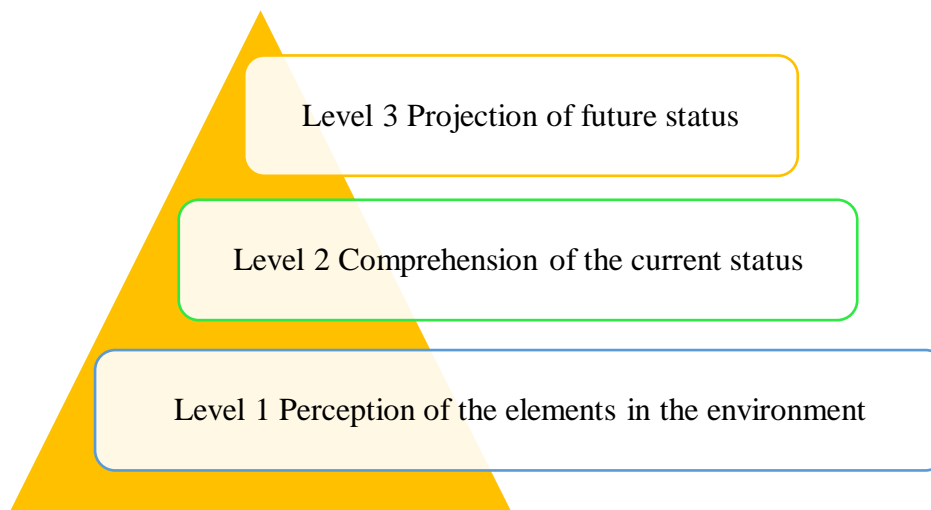 Level 3 Projection of future status
Level 2 Comprehension of the current status
Level 1 Perception of the elements in the environment